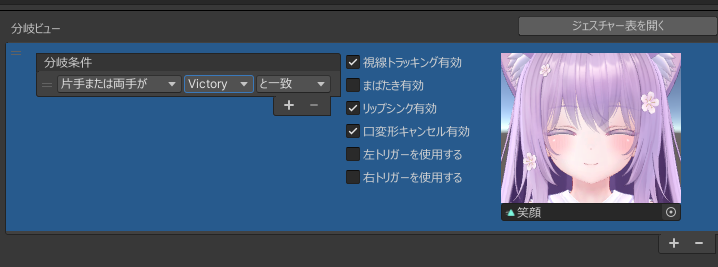 分岐ビュー
ジェスチャー表を開く
分岐条件
片手または両手が Victory と一致
視線トラッキング有効
まばたき有効
リップシンク有効
口変形キャンセル有効
左トリガーを使用する
右トリガーを使用する
笑顔